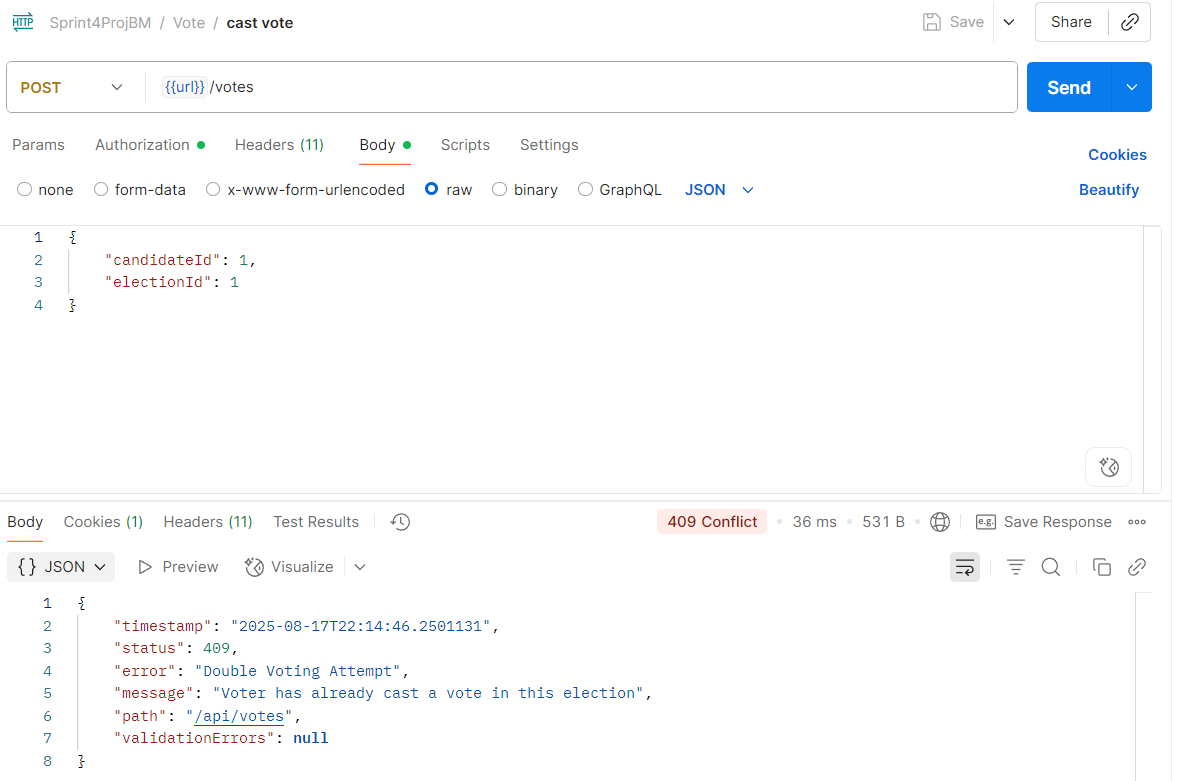 HTTP Sprint4ProjBM / Vote / cast vote Save Share
POST {{url}} /votes Send
Params Authorization Headers (11) Body Scripts Settings Cookies
none form-data x-www-form-urlencoded raw binary GraphQL JSON Beautify
1 {
2 "candidateId": 1,
3 "electionId": 1
4 }
Body Cookies (1) Headers (11) Test Results 409 Conflict • 36 ms • 531 B • e.g. Save Response
{} JSON Preview Visualize
1 {
2 "timestamp": "2025-08-17T22:14:46.2501131",
3 "status": 409,
4 "error": "Double Voting Attempt",
5 "message": "Voter has already cast a vote in this election",
6 "path": "/api/votes",
7 "validationErrors": null
8 }